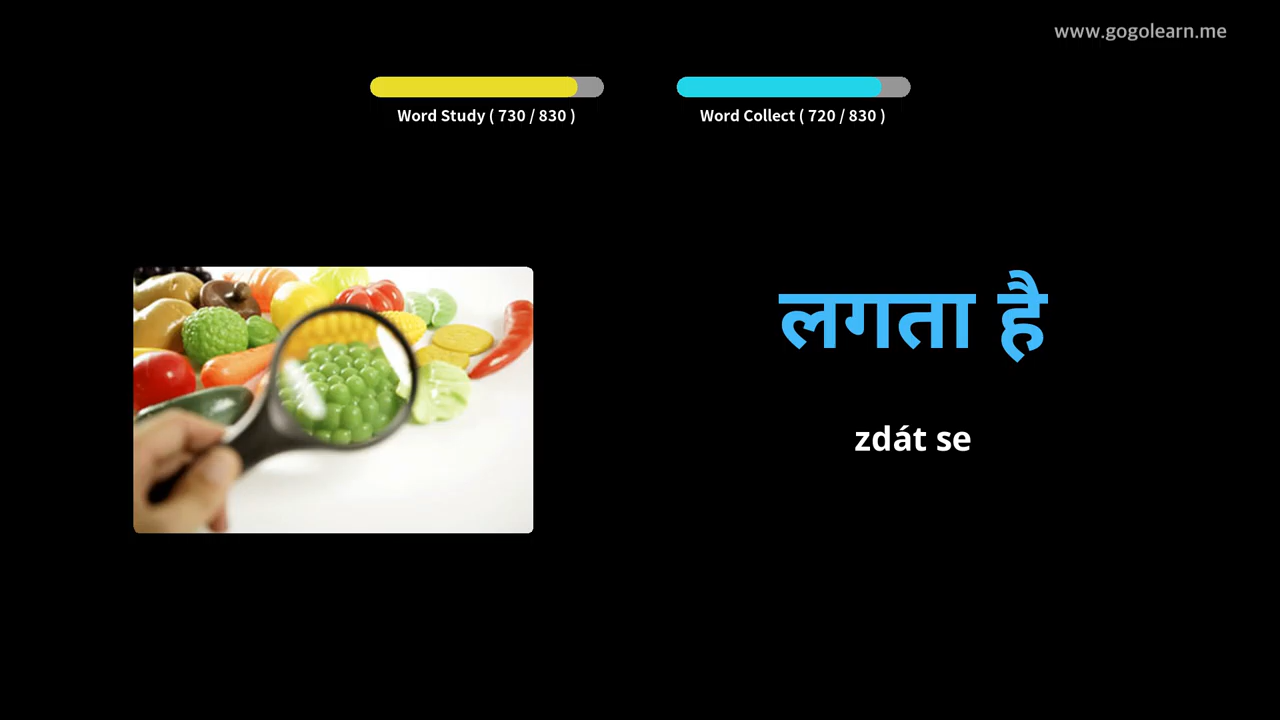 www.gogolearn.me
Word Study ( 730 / 830 )
Word Collect ( 720 / 830 )
लगता है
zdát se